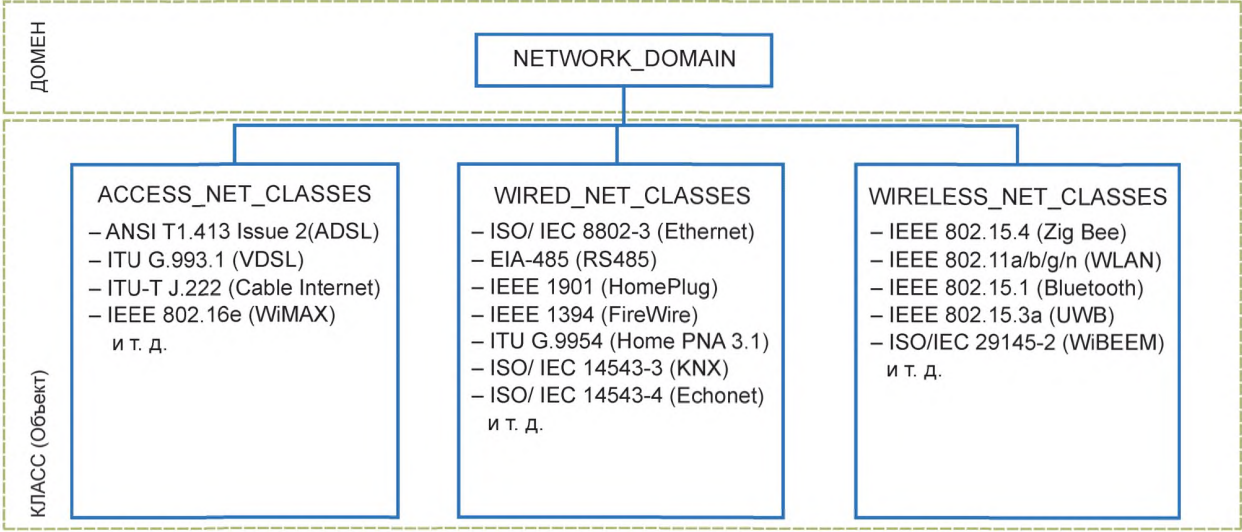 ДОМЕН
NETWORK_DOMAIN
КЛАСС (Объект)
ACCESS_NET_CLASSES
– ANSI T1.413 Issue 2(ADSL)
– ITU G.993.1 (VDSL)
– ITU-T J.222 (Cable Internet)
– IEEE 802.16e (WiMAX)
и т. д.
WIRED_NET_CLASSES
– ISO/ IEC 8802-3 (Ethernet)
– EIA-485 (RS485)
– IEEE 1901 (HomePlug)
– IEEE 1394 (FireWire)
– ITU G.9954 (Home PNA 3.1)
– ISO/ IEC 14543-3 (KNX)
– ISO/ IEC 14543-4 (Echonet)
и т. д.
WIRELESS_NET_CLASSES
– IEEE 802.15.4 (Zig Bee)
– IEEE 802.11a/b/g/n (WLAN)
– IEEE 802.15.1 (Bluetooth)
– IEEE 802.15.3a (UWB)
– ISO/IEC 29145-2 (WiBEEM)
и т. д.